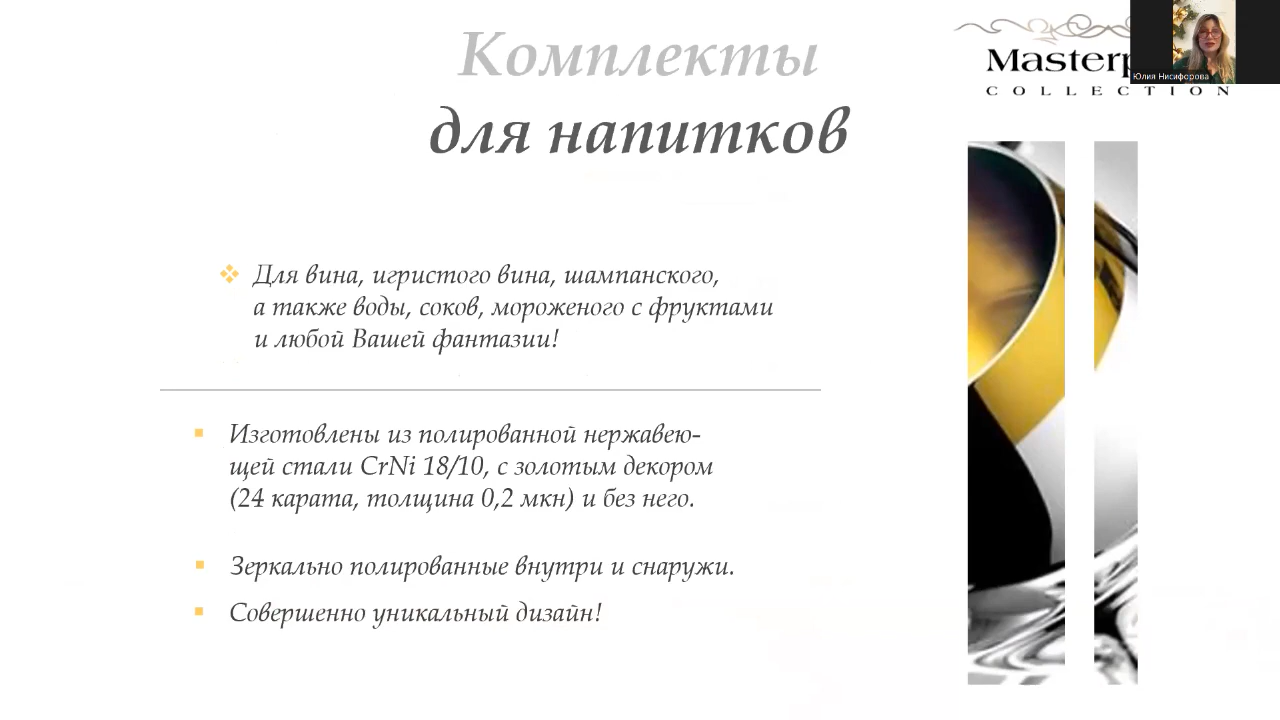 Комплекты
для напитков
Masterp
COLLECTION
Юлия Нисифорова
Для вина, игристого вина, шампанского,
а также воды, соков, мороженого с фруктами
и любой Вашей фантазии!
Изготовлены из полированной нержавею-
щей стали CrNi 18/10, с золотым декором
(24 карата, толщина 0,2 мкн) и без него.
Зеркально полированные внутри и снаружи.
Совершенно уникальный дизайн!